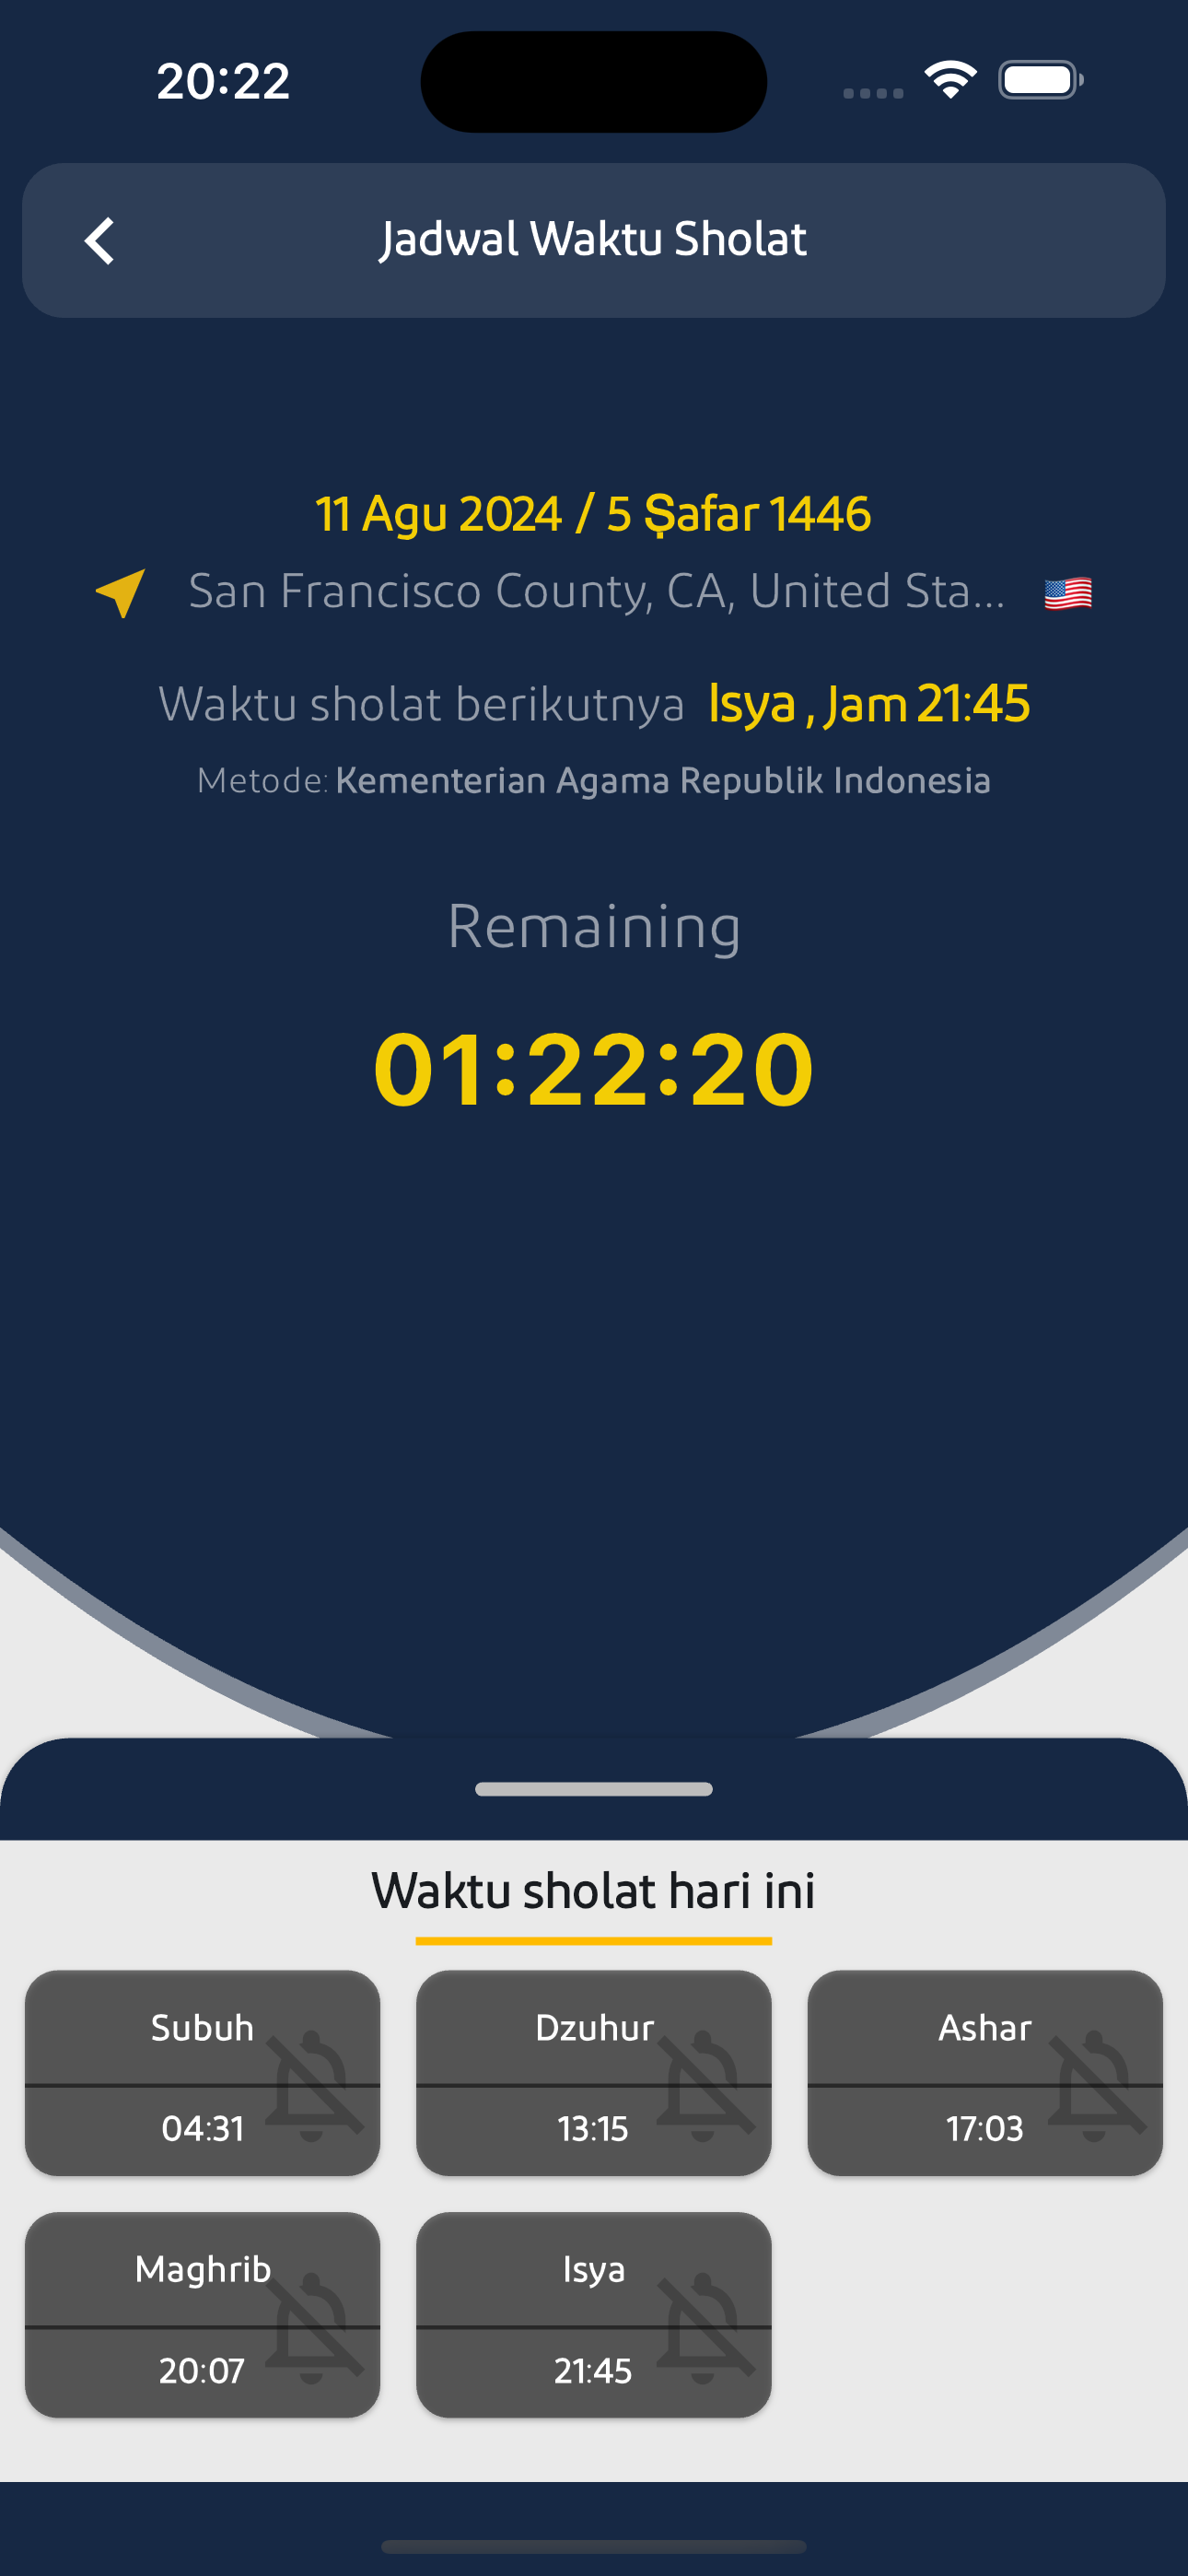 20:22
Jadwal Waktu Sholat
11 Agu 2024 / 5 Ṣafar 1446
San Francisco County, CA, United Sta...
Waktu sholat berikutnya Isya , Jam 21:45
Metode: Kementerian Agama Republik Indonesia
Remaining
01:22:20
Waktu sholat hari ini
Subuh Dzuhur Ashar
04:31 13:15 17:03
Maghrib Isya
20:07 21:45